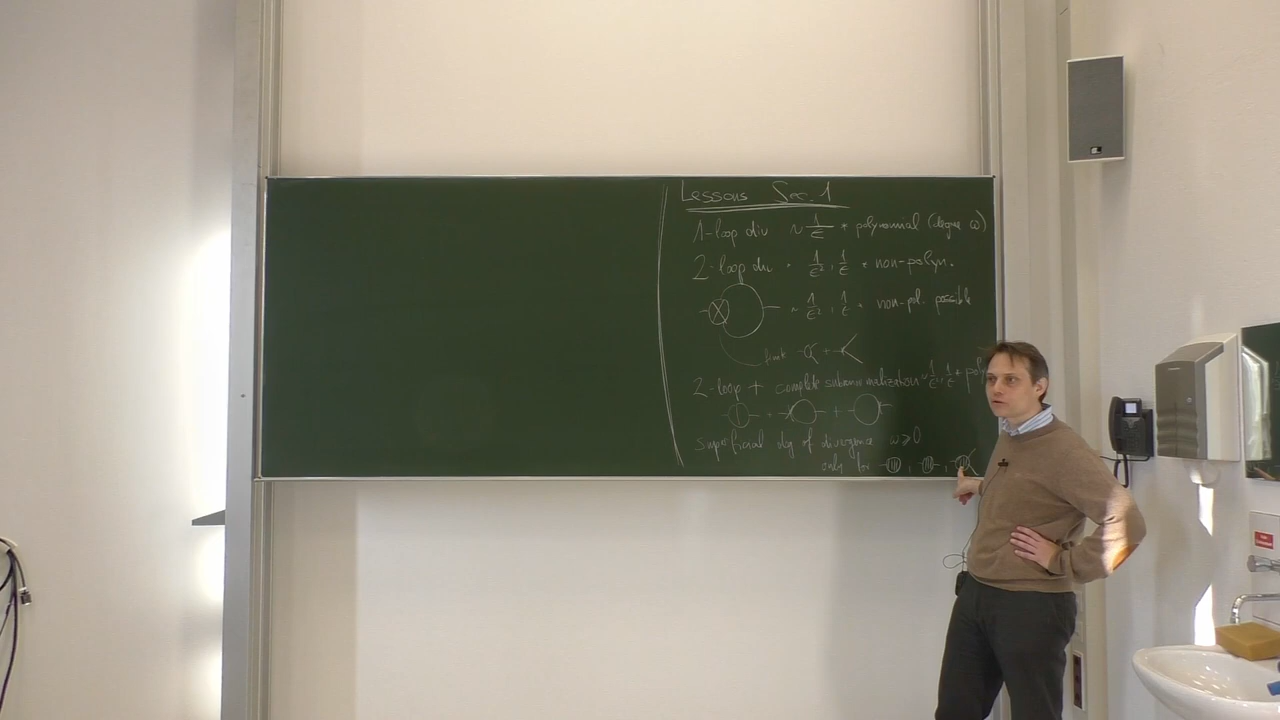 Lessons Sec. 1
1-loop div ~ 1/ε * polynomial (degree ω)
2-loop div ~ 1/ε², 1/ε * non-polyn.
~ 1/ε², 1/ε * non-pol. possible
+
2-loop + complete subrenormalization ~ 1/ε², 1/ε * poly
+ +
superficial deg of divergence ω ≥ 0
only for , ,